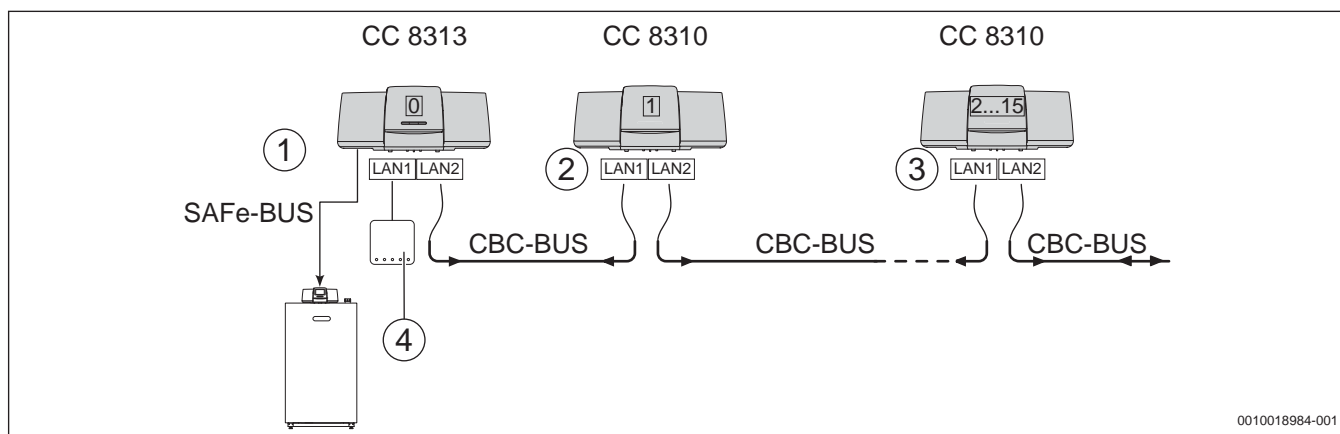 CC 8313 CC 8310 CC 8310
0 1 2...15
1 LAN1 LAN2 2 LAN1 LAN2 3 LAN1 LAN2
SAFe-BUS
CBC-BUS CBC-BUS CBC-BUS
4
0010018984-001